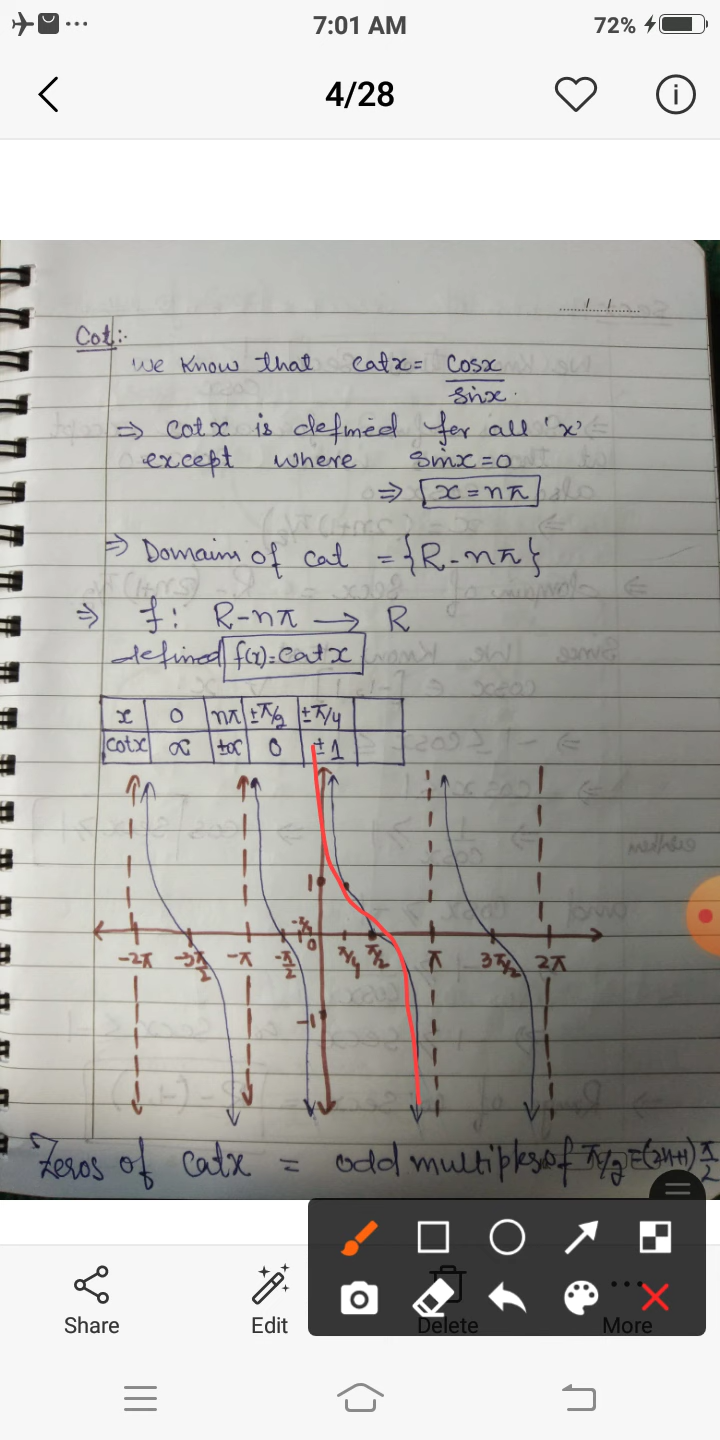 7:01 AM
72%
4/28
Cot:-
we know that cotx = cosx
sinx.
⇒ cotx is defined for all 'x'
except where sinx=0
⇒ x = nπ
⇒ Domain of cot = {R-nπ}
⇒ f: R-nπ → R
defined f(x)=cotx
x 0 nπ ±π/2 ±π/4
cotx ∝ ±∝ 0 ±1
1
-2π -3π/2 -π -π/2 -π/4 0 π/4 π/2 π 3π/2 2π
-1
Zeros of cotx = odd multiples of π/2 = (2n+1) π/2
Share Edit Delete More